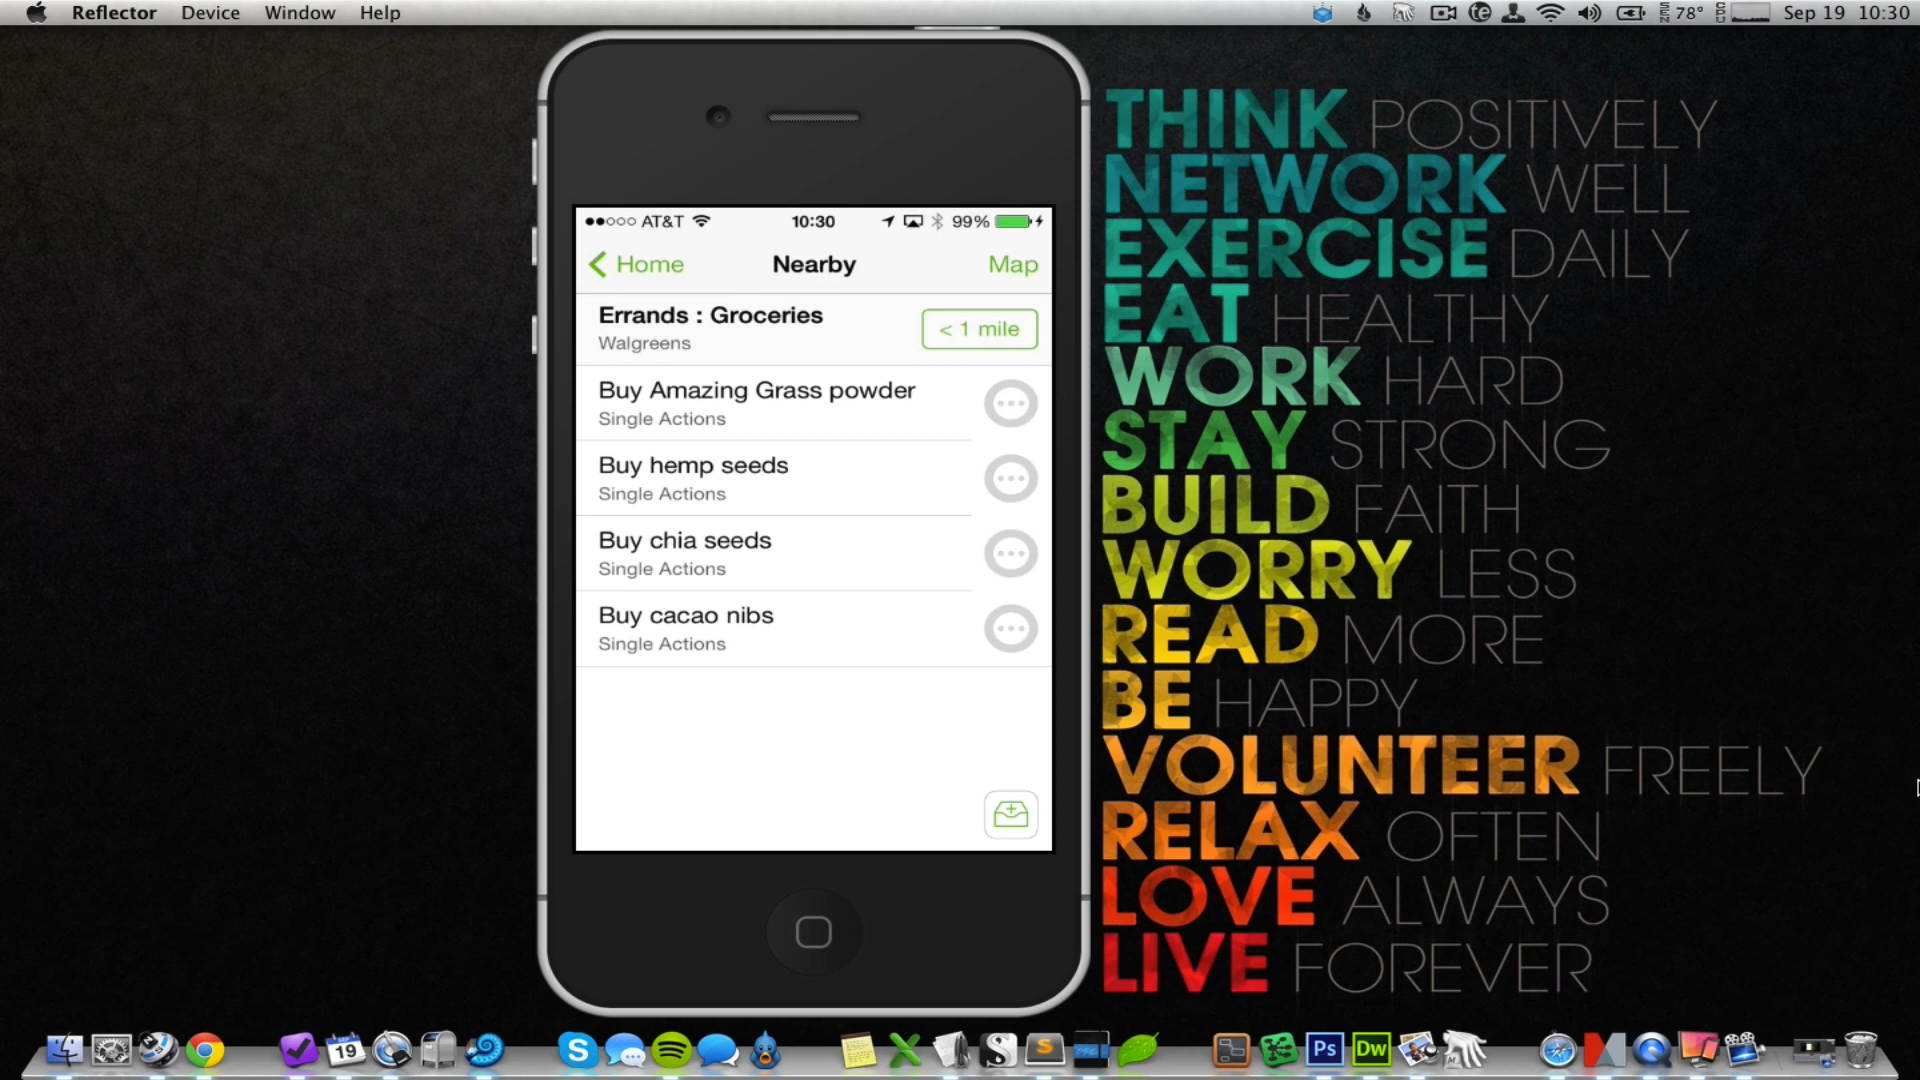 Reflector Device Window Help
78° Sep 19 10:30
AT&T 10:30 99%
Home Nearby Map
Errands : Groceries
Walgreens
< 1 mile
Buy Amazing Grass powder
Single Actions
Buy hemp seeds
Single Actions
Buy chia seeds
Single Actions
Buy cacao nibs
Single Actions
THINK POSITIVELY
NETWORK WELL
EXERCISE DAILY
EAT HEALTHY
WORK HARD
STAY STRONG
BUILD FAITH
WORRY LESS
READ MORE
BE HAPPY
VOLUNTEER FREELY
RELAX OFTEN
LOVE ALWAYS
LIVE FOREVER
19 S S S Ps Dw